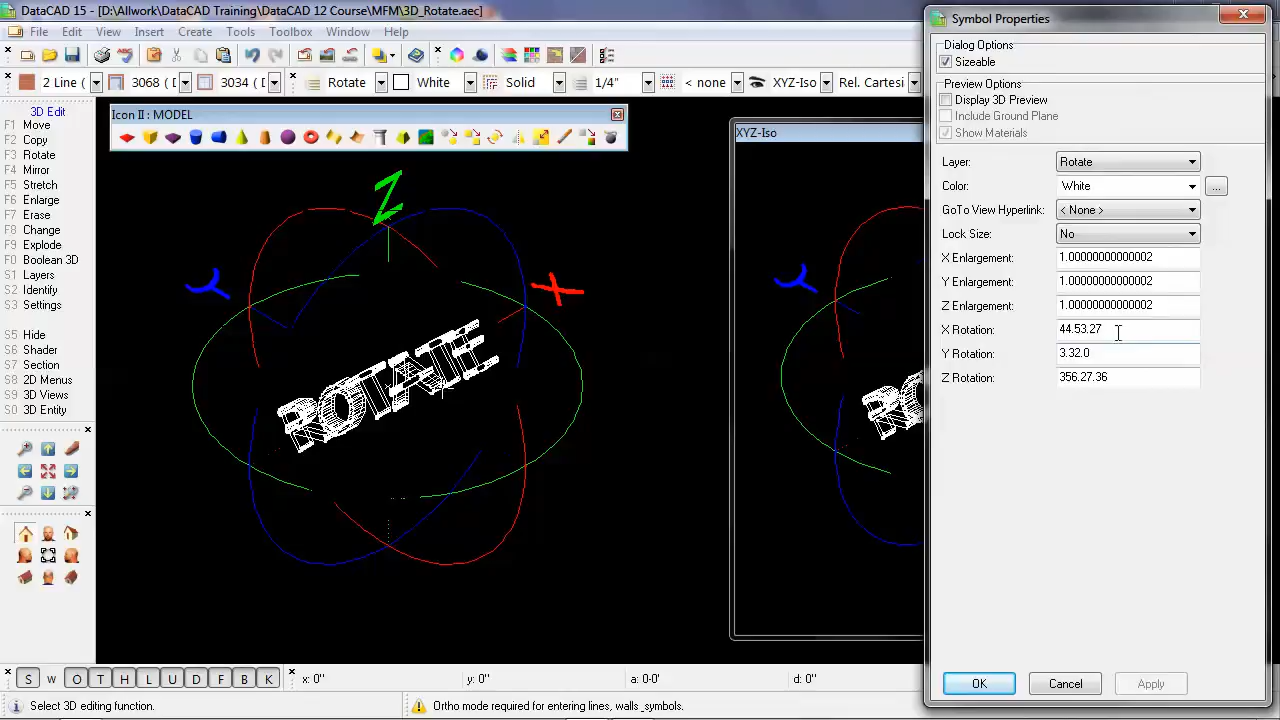 DataCAD 15 - [D:\Allwork\DataCAD Training\DataCAD 12 Course\MFM\3D_Rotate.aec]
File Edit View Insert Create Tools Toolbox Window Help
2 Line ( 3068 ( D 3034 ( D Rotate White Solid 1/4" < none > XYZ-Iso Rel. Cartesi
3D Edit
F1 Move
F2 Copy
F3 Rotate
F4 Mirror
F5 Stretch
F6 Enlarge
F7 Erase
F8 Change
F9 Explode
F0 Boolean 3D
S1 Layers
S2 Identify
S3 Settings
S5 Hide
S6 Shader
S7 Section
S8 2D Menus
S9 3D Views
S0 3D Entity
Icon II : MODEL
Z
Y
X
ROTATE
XYZ-Iso
Y
Symbol Properties
Dialog Options
Sizeable
Preview Options
Display 3D Preview
Include Ground Plane
Show Materials
Layer: Rotate
Color: White ...
GoTo View Hyperlink: < None >
Lock Size: No
X Enlargement: 1.00000000000002
Y Enlargement: 1.00000000000002
Z Enlargement: 1.00000000000002
X Rotation: 44.53.27
Y Rotation: 3.32.0
Z Rotation: 356.27.36
OK Cancel Apply
S W O T H L U D F B K x: 0" y: 0" a: 0-0' d: 0"
Select 3D editing function. Ortho mode required for entering lines, walls_symbols.